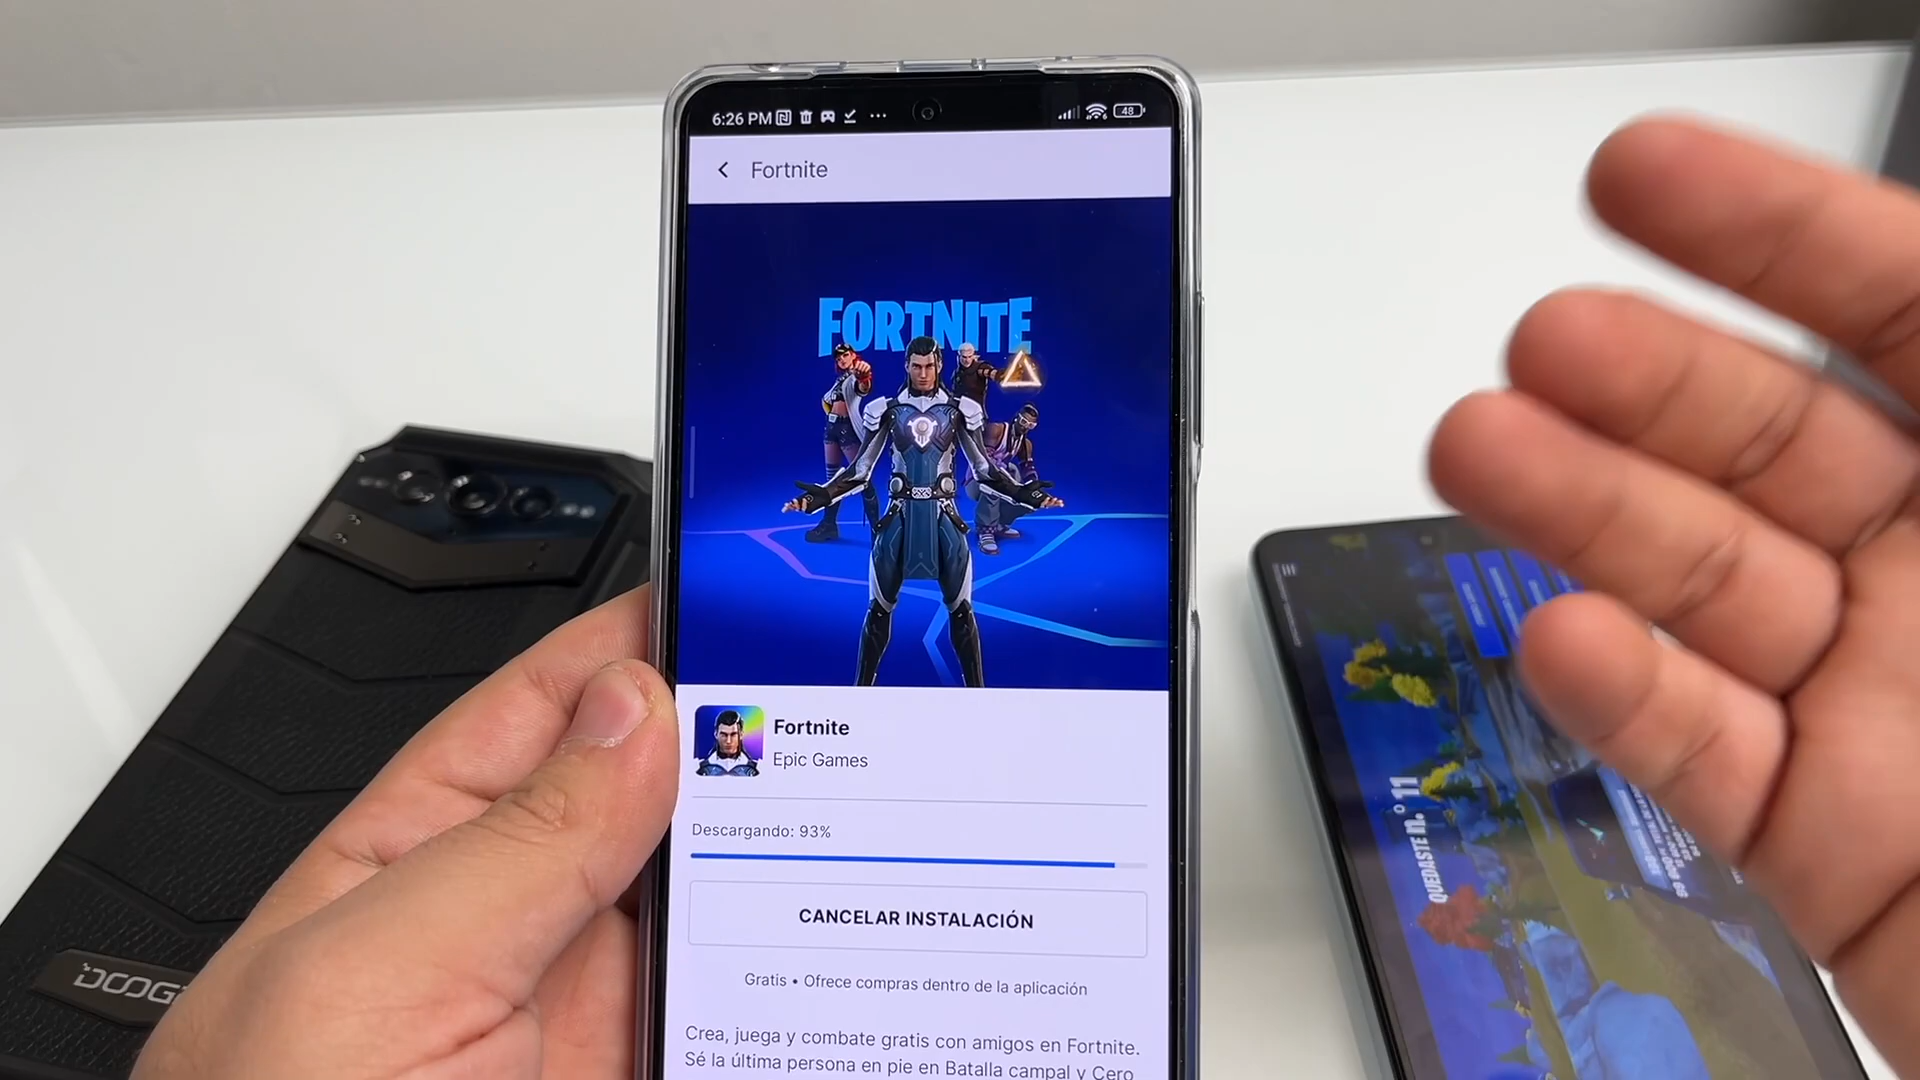 6:26 PM
48
Fortnite
FORTNITE
Fortnite
Epic Games
Descargando: 93%
CANCELAR INSTALACIÓN
Gratis • Ofrece compras dentro de la aplicación
Crea, juega y combate gratis con amigos en Fortnite.
Sé la última persona en pie en Batalla campal y Cero
DOOG
QUEDASTE n.º 11